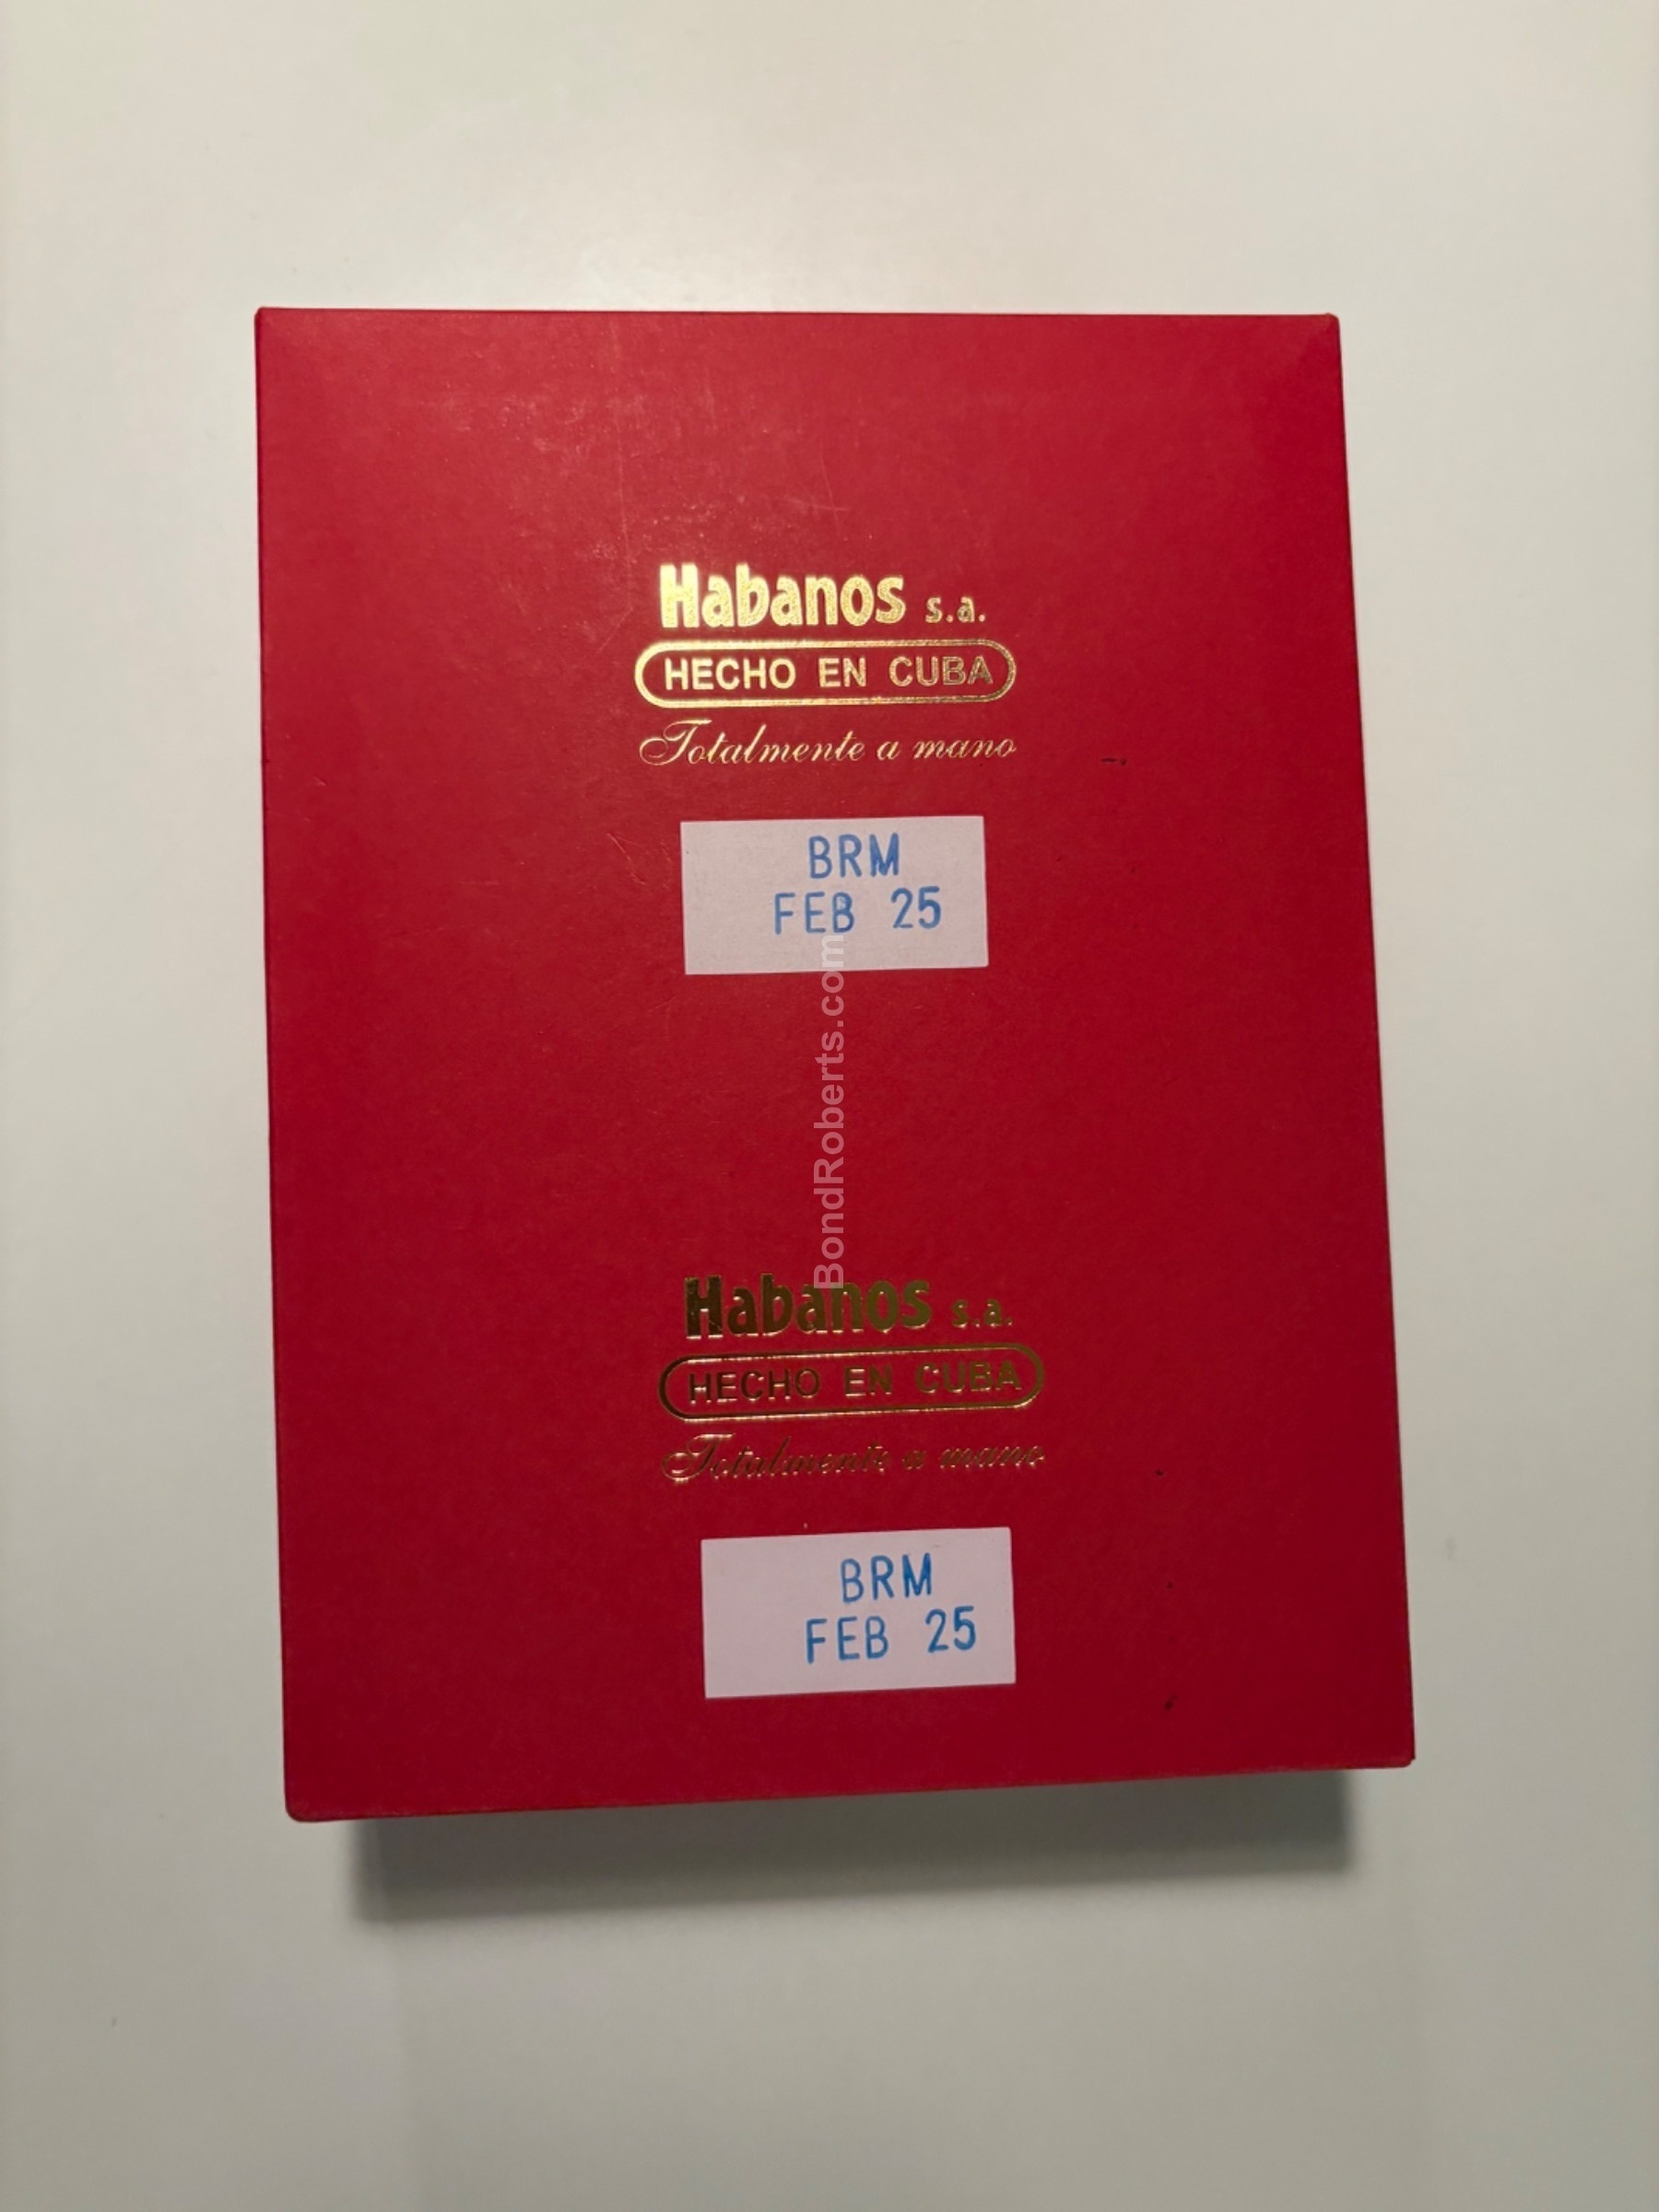 Habanos s.a.
HECHO EN CUBA
Totalmente a mano
BRM
FEB 25
BondRoberts.com
Habanos s.a.
HECHO EN CUBA
Totalmente a mano
BRM
FEB 25